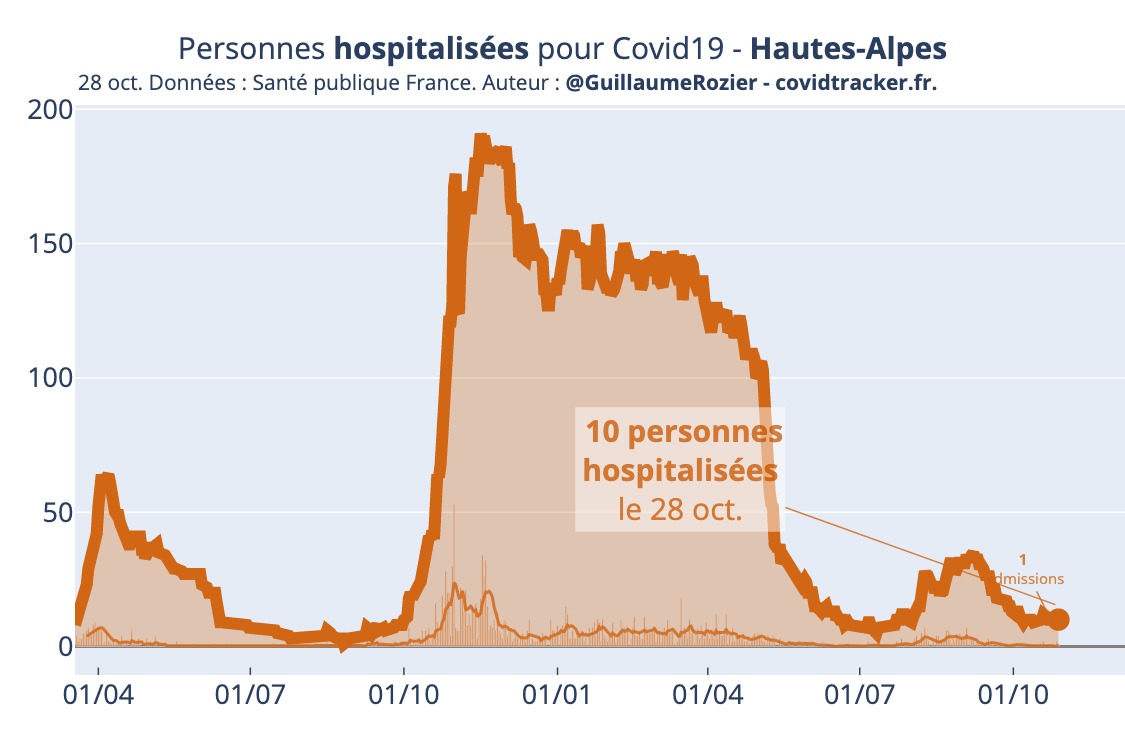 Personnes hospitalisées pour Covid19 - Hautes-Alpes
28 oct. Données : Santé publique France. Auteur : @GuillaumeRozier - covidtracker.fr.
200
150
100
50
0
10 personnes
hospitalisées
le 28 oct.
1
dmissions
01/04 01/07 01/10 01/01 01/04 01/07 01/10